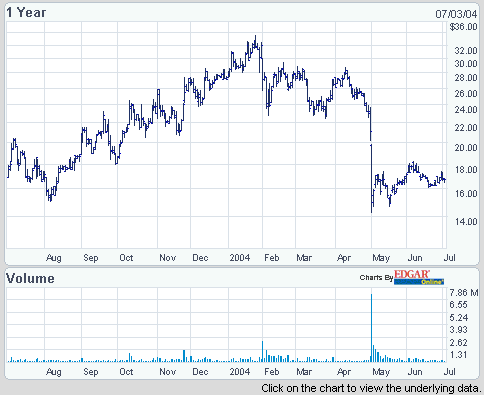 1 Year 07/03/04
$36.00
32.00
30.00
28.00
26.00
24.00
22.00
20.00
18.00
16.00
14.00
Aug Sep Oct Nov Dec 2004 Feb Mar Apr May Jun Jul
Volume Charts By EDGAR Online
7.86 M
6.55
5.24
3.93
2.62
1.31
Aug Sep Oct Nov Dec 2004 Feb Mar Apr May Jun Jul
Click on the chart to view the underlying data.